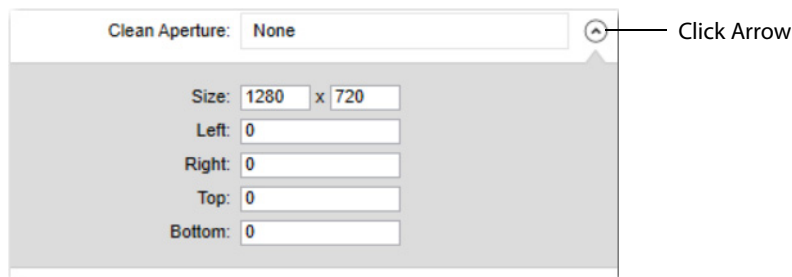 Clean Aperture: None
Click Arrow
Size: 1280 x 720
Left: 0
Right: 0
Top: 0
Bottom: 0